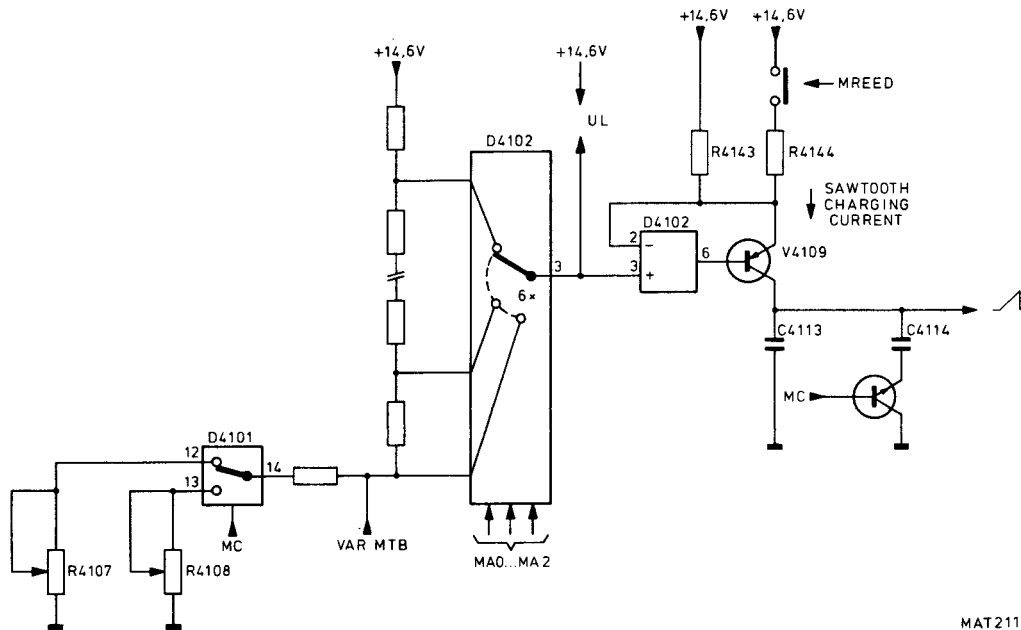 +14,6V
+14,6V
+14,6V
+14,6V
MREED
UL
D4102
R4143
R4144
SAWTOOTH
CHARGING
CURRENT
D4102
2
−
3
3
+
6
V4109
6×
C4113
C4114
MC
D4101
12
14
13
MC
VAR MTB
MA0...MA2
R4107
R4108
MAT211